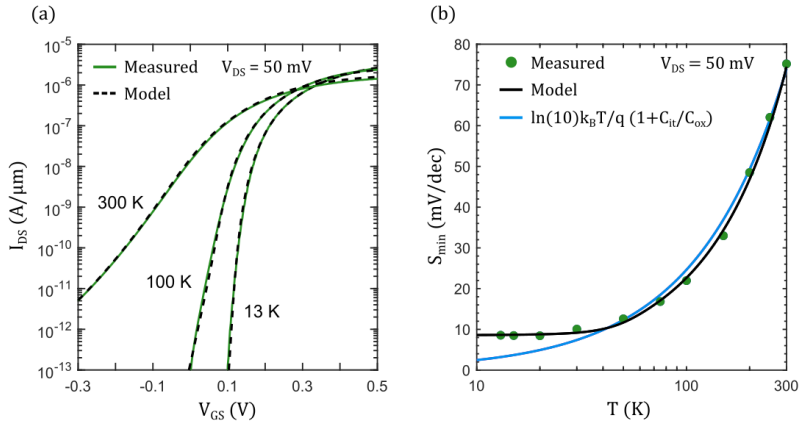 (a)
10⁻⁵
10⁻⁶
10⁻⁷
10⁻⁸
10⁻⁹
10⁻¹⁰
10⁻¹¹
10⁻¹²
10⁻¹³
I_DS (A/μm)
Measured
Model
V_DS = 50 mV
300 K
100 K
13 K
-0.3 -0.1 0.1 0.3 0.5
V_GS (V)
(b)
80
70
60
50
40
30
20
10
0
S_min (mV/dec)
Measured
Model
ln(10)k_BT/q (1+C_it/C_ox)
V_DS = 50 mV
10 100 300
T (K)